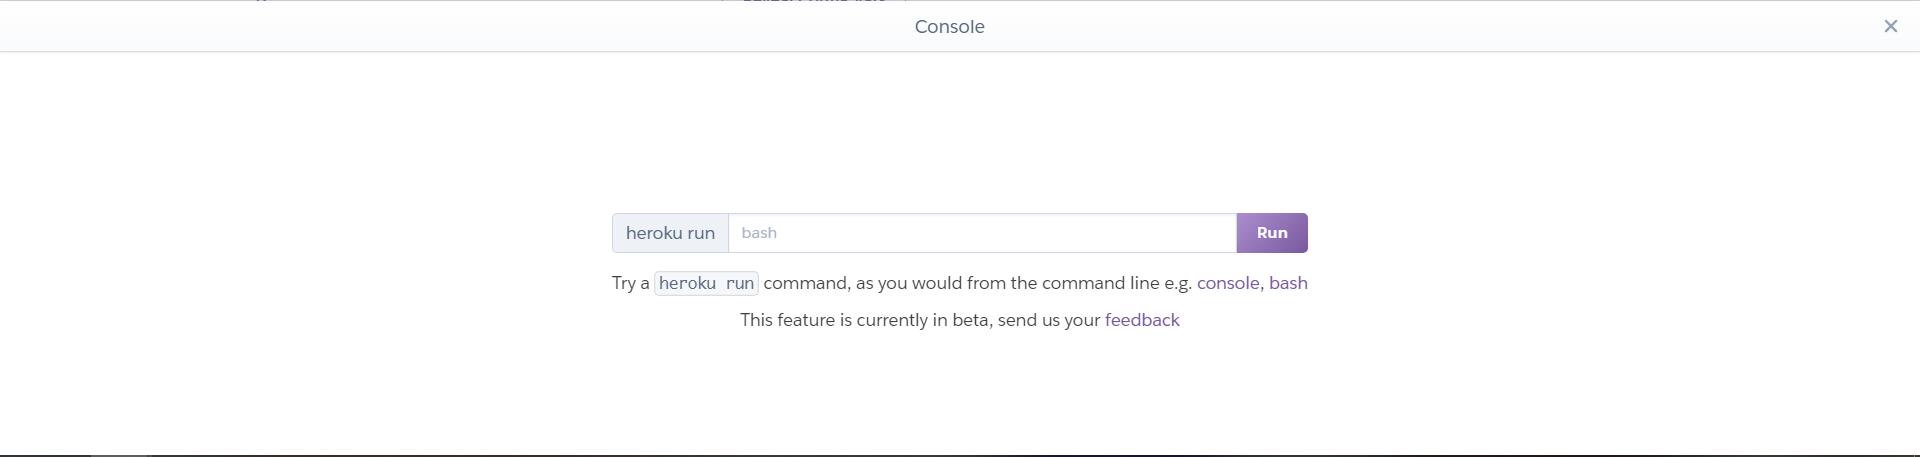 Console
heroku run bash Run
Try a heroku run command, as you would from the command line e.g. console, bash
This feature is currently in beta, send us your feedback